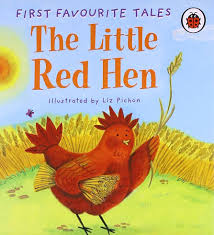 FIRST FAVOURITE TALES
The Little
Red Hen
Illustrated by Liz Pichon